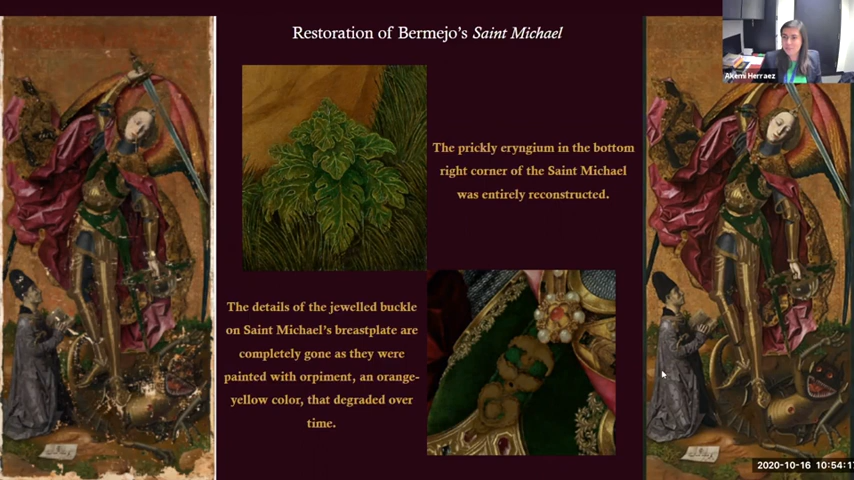 Restoration of Bermejo's Saint Michael
Akemi Herraez
The prickly eryngium in the bottom
right corner of the Saint Michael
was entirely reconstructed.
The details of the jewelled buckle
on Saint Michael's breastplate are
completely gone as they were
painted with orpiment, an orange-
yellow color, that degraded over
time.
2020-10-16 10:54:1